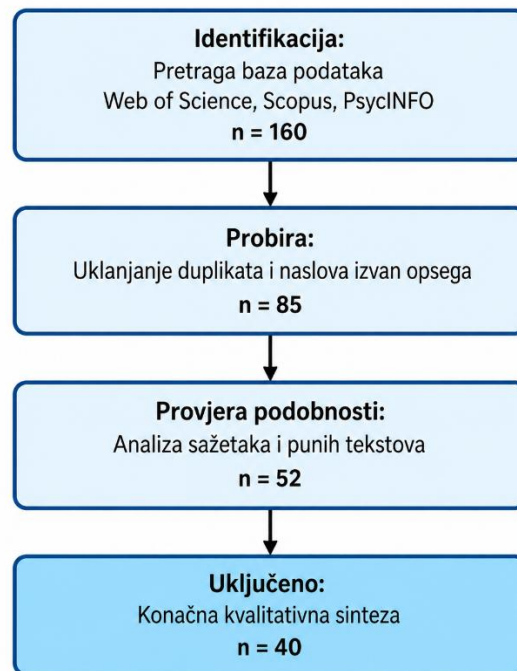 Identifikacija:
Pretraga baza podataka
Web of Science, Scopus, PsycINFO
n = 160
Probira:
Uklanjanje duplikata i naslova izvan opsega
n = 85
Provjera podobnosti:
Analiza sažetaka i punih tekstova
n = 52
Uključeno:
Konačna kvalitativna sinteza
n = 40